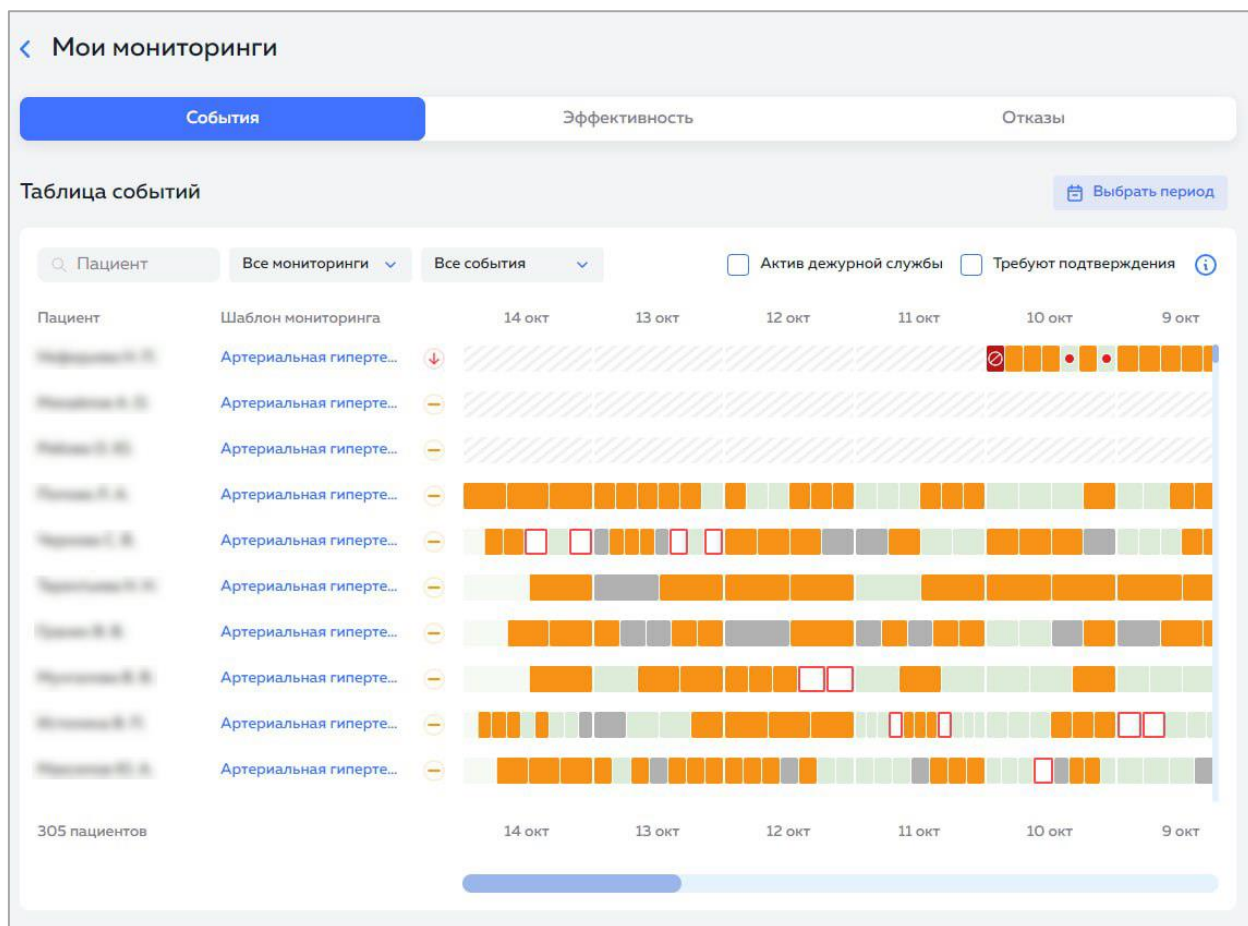 Мои мониторинги
События Эффективность Отказы
Таблица событий Выбрать период
Пациент Все мониторинги Все события Актив дежурной службы Требуют подтверждения
Пациент Шаблон мониторинга 14 окт 13 окт 12 окт 11 окт 10 окт 9 окт
Артериальная гиперте...
Артериальная гиперте...
Артериальная гиперте...
Артериальная гиперте...
Артериальная гиперте...
Артериальная гиперте...
Артериальная гиперте...
Артериальная гиперте...
Артериальная гиперте...
Артериальная гиперте...
305 пациентов 14 окт 13 окт 12 окт 11 окт 10 окт 9 окт